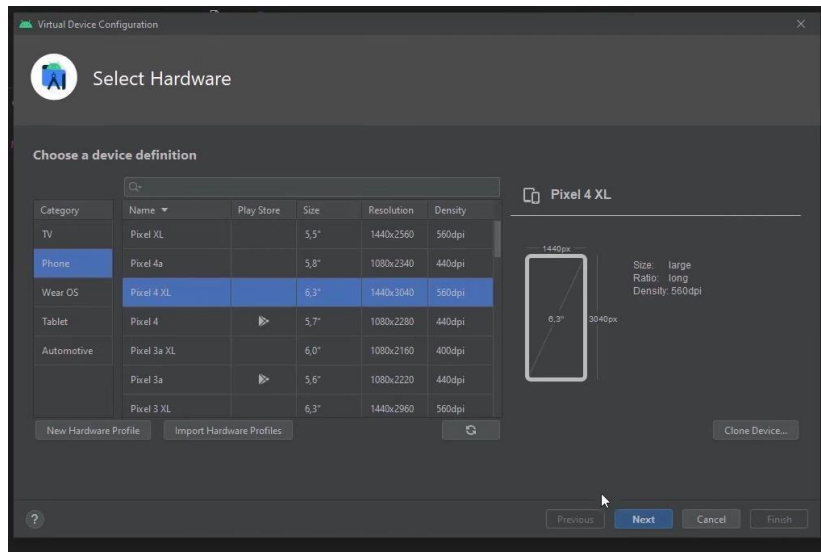 Virtual Device Configuration
Select Hardware
Choose a device definition
Category
TV
Phone
Wear OS
Tablet
Automotive
Name Play Store Size Resolution Density
Pixel XL 5,5" 1440x2560 560dpi
Pixel 4a 5,8" 1080x2340 440dpi
Pixel 4 XL 6,3" 1440x3040 560dpi
Pixel 4 5,7" 1080x2280 440dpi
Pixel 3a XL 6,0" 1080x2160 400dpi
Pixel 3a 5,6" 1080x2220 440dpi
Pixel 3 XL 6,3" 1440x2960 560dpi
New Hardware Profile Import Hardware Profiles
Pixel 4 XL
1440px
6,3" 3040px
Size: large
Ratio: long
Density: 560dpi
Clone Device...
? Previous Next Cancel Finish